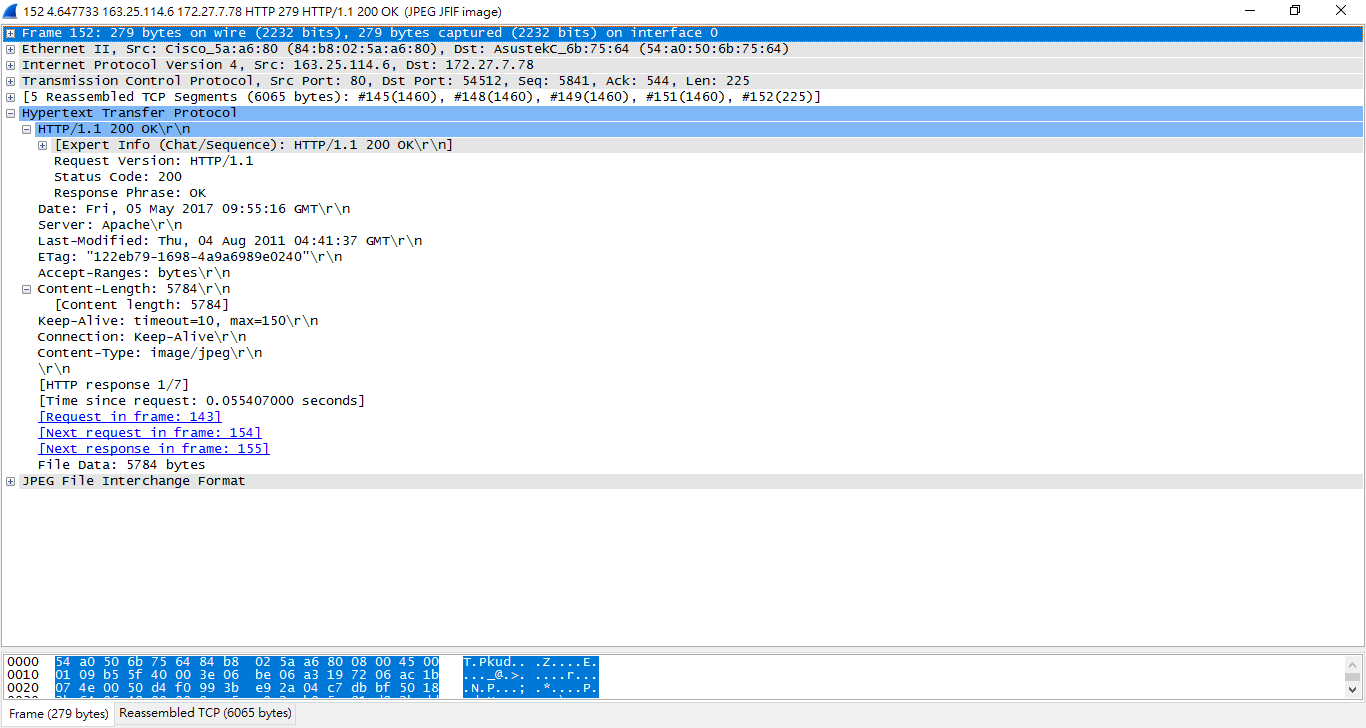 152 4.647733 163.25.114.6 172.27.7.78 HTTP 279 HTTP/1.1 200 OK (JPEG JFIF image)
Frame 152: 279 bytes on wire (2232 bits), 279 bytes captured (2232 bits) on interface 0
Ethernet II, Src: Cisco_5a:a6:80 (84:b8:02:5a:a6:80), Dst: AsustekC_6b:75:64 (54:a0:50:6b:75:64)
Internet Protocol Version 4, Src: 163.25.114.6, Dst: 172.27.7.78
Transmission Control Protocol, Src Port: 80, Dst Port: 54512, Seq: 5841, Ack: 544, Len: 225
[5 Reassembled TCP Segments (6065 bytes): #145(1460), #148(1460), #149(1460), #151(1460), #152(225)]
Hypertext Transfer Protocol
HTTP/1.1 200 OK\r\n
[Expert Info (Chat/Sequence): HTTP/1.1 200 OK\r\n]
Request Version: HTTP/1.1
Status Code: 200
Response Phrase: OK
Date: Fri, 05 May 2017 09:55:16 GMT\r\n
Server: Apache\r\n
Last-Modified: Thu, 04 Aug 2011 04:41:37 GMT\r\n
ETag: "122eb79-1698-4a9a6989e0240"\r\n
Accept-Ranges: bytes\r\n
Content-Length: 5784\r\n
[Content length: 5784]
Keep-Alive: timeout=10, max=150\r\n
Connection: Keep-Alive\r\n
Content-Type: image/jpeg\r\n
\r\n
[HTTP response 1/7]
[Time since request: 0.055407000 seconds]
[Request in frame: 143]
[Next request in frame: 154]
[Next response in frame: 155]
File Data: 5784 bytes
JPEG File Interchange Format
0000 54 a0 50 6b 75 64 84 b8 02 5a a6 80 08 00 45 00 T.Pkud.. .Z....E.
0010 01 09 b5 5f 40 00 3e 06 be 06 a3 19 72 06 ac 1b ..._@.>. ....r...
0020 07 4e 00 50 d4 f0 99 3b e9 2a 04 c7 db bf 50 18 .N.P...; .*....P.
Frame (279 bytes) Reassembled TCP (6065 bytes)